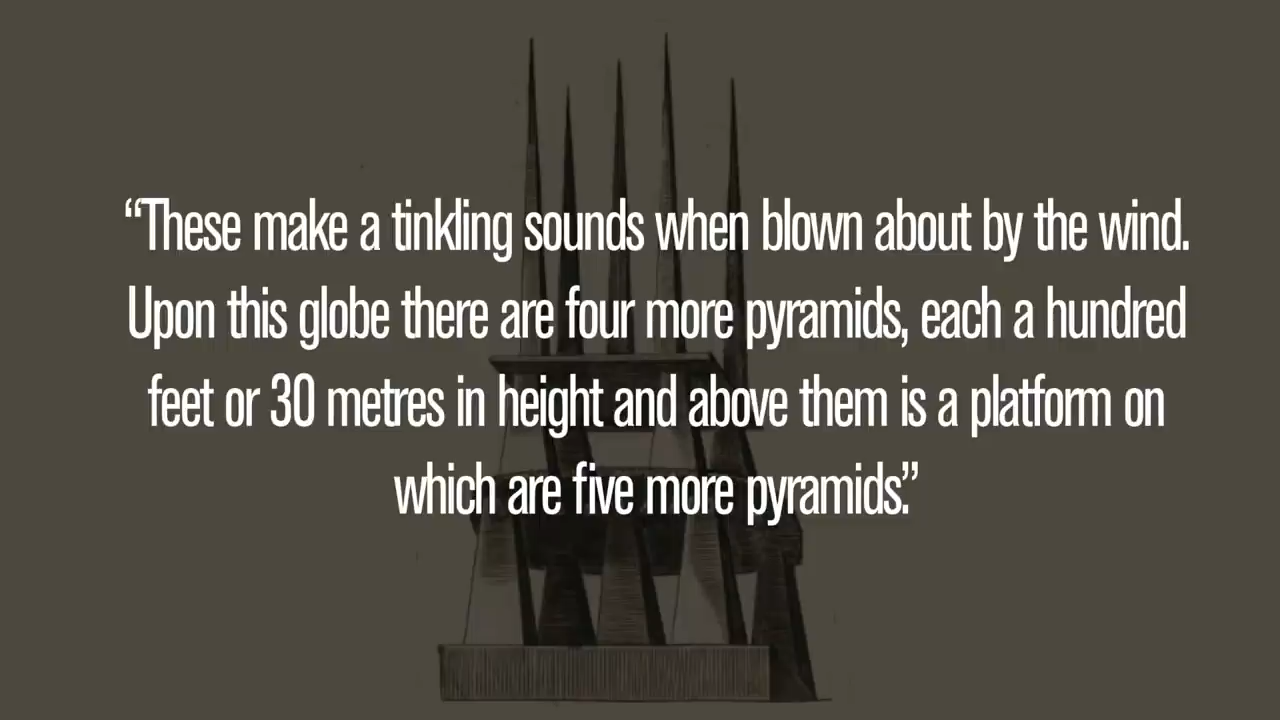 “These make a tinkling sounds when blown about by the wind.
Upon this globe there are four more pyramids, each a hundred
feet or 30 metres in height and above them is a platform on
which are five more pyramids.”